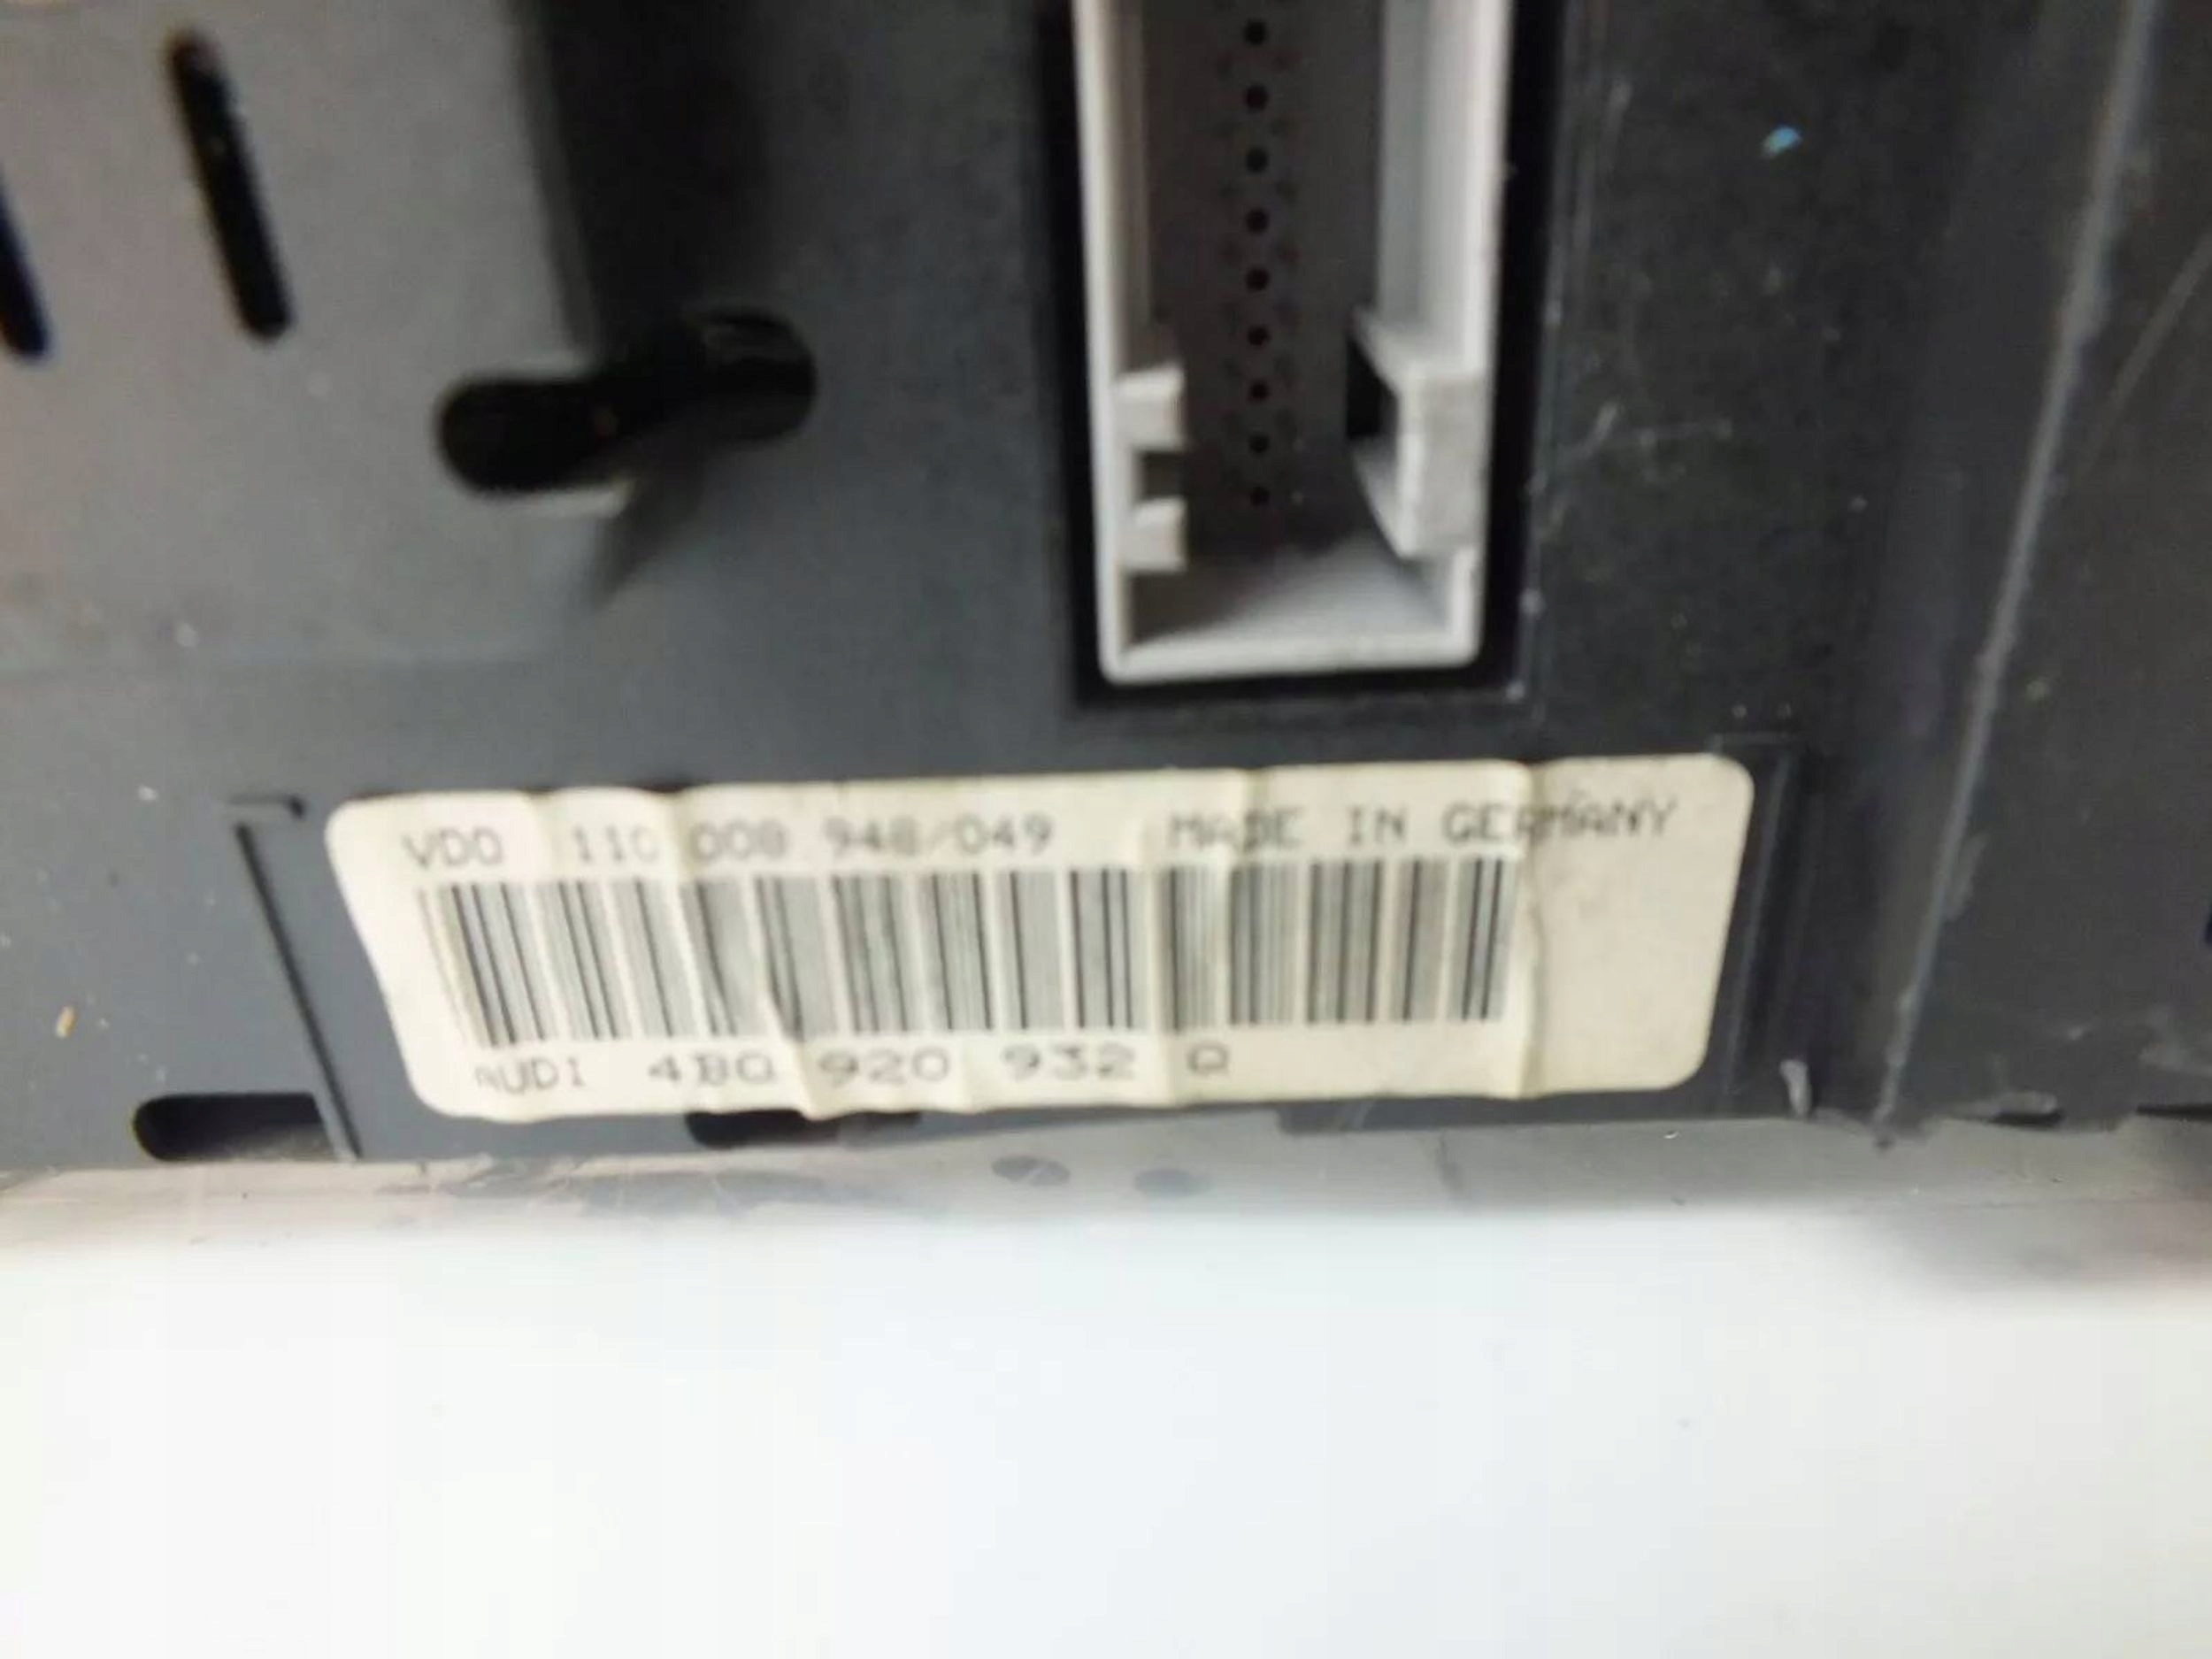 VDO 110 008 948/049 MADE IN GERMANY
AUDI 4B0 920 932 Q